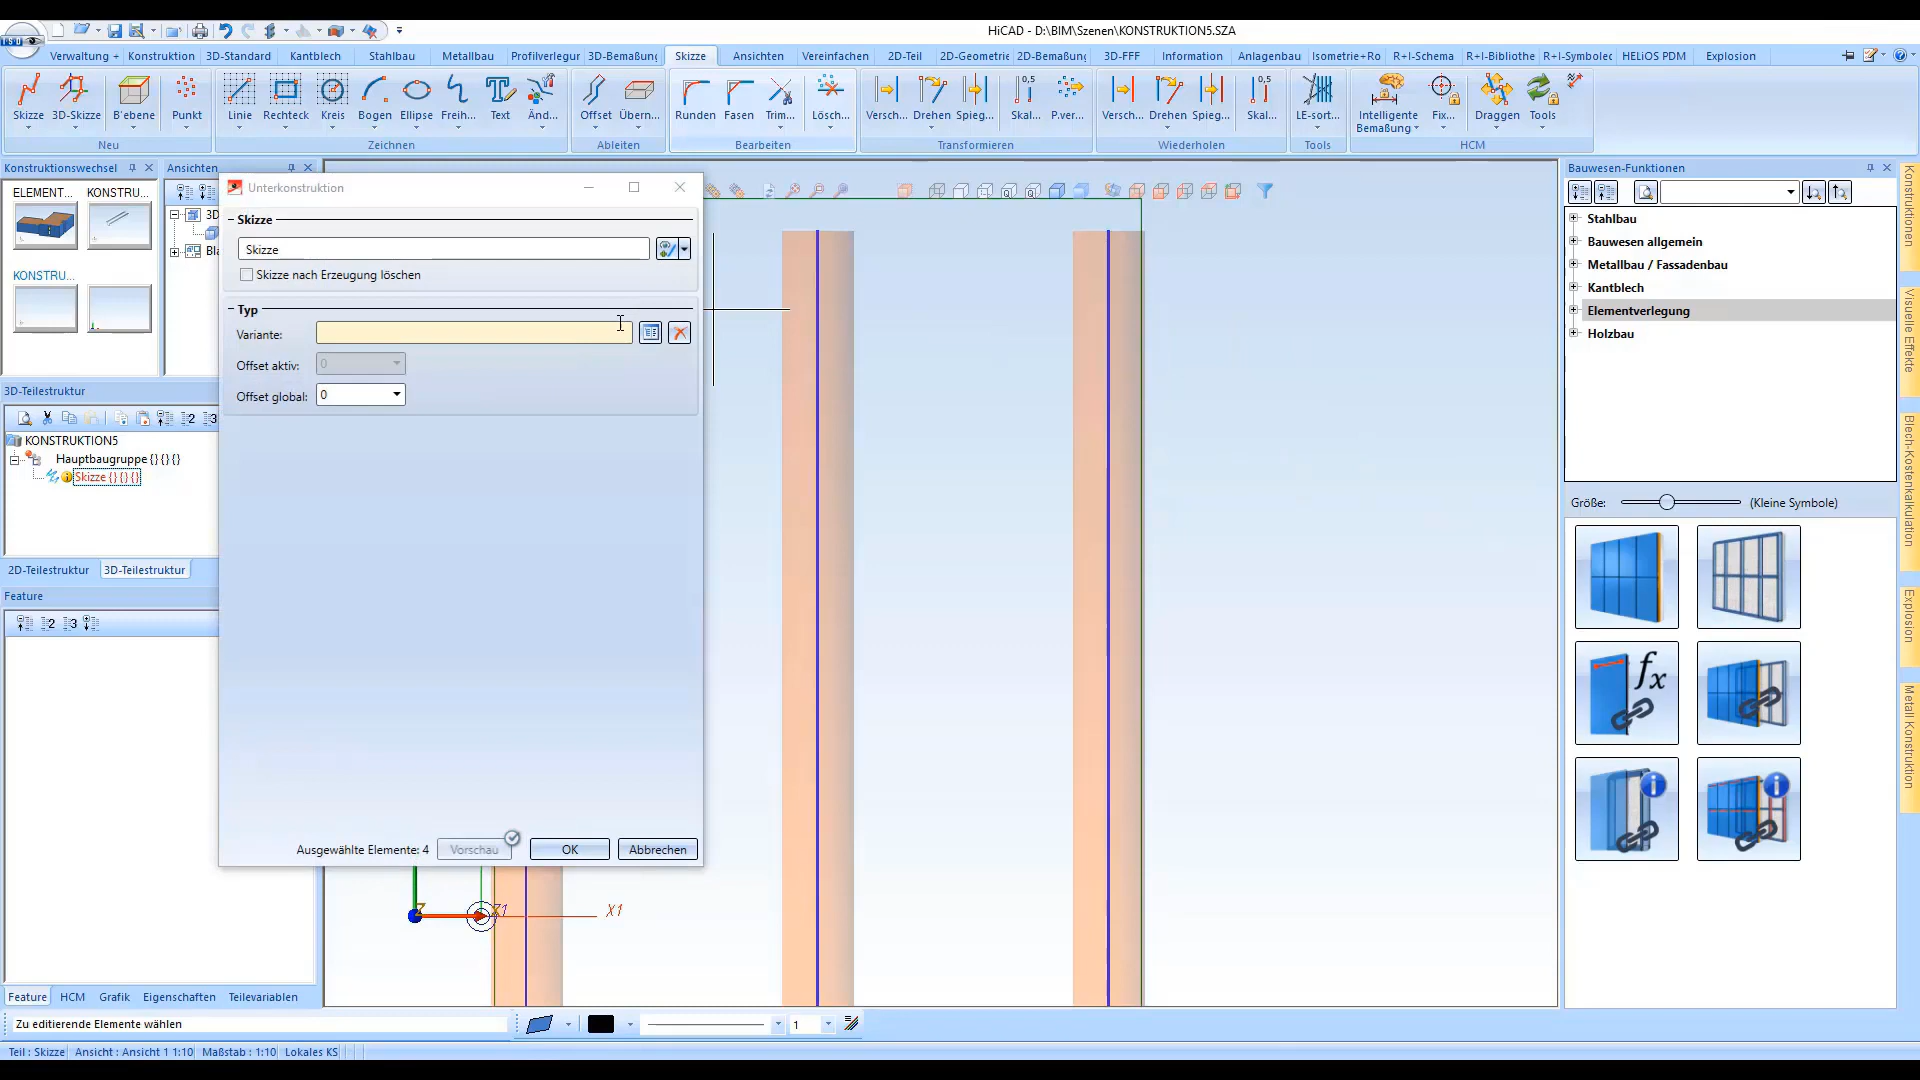 HiCAD - D:\BIM\Szenen\KONSTRUKTION5.SZA
ISD
Verwaltung + Konstruktion 3D-Standard Kantblech Stahlbau Metallbau Profilverlegur 3D-Bemaßung Skizze Ansichten Vereinfachen 2D-Teil 2D-Geometrie 2D-Bemaßung 3D-FFF Information Anlagenbau Isometrie+Ro R+I-Schema R+I-Bibliothe R+I-Symbole HELiOS PDM Explosion
Skizze 3D-Skizze B'ebene Punkt Linie Rechteck Kreis Bogen Ellipse Freih... Text Änd... Offset Übern... Runden Fasen Trim... Lösch... Versch... Drehen Spieg... Skal... P.ver... Versch... Drehen Spieg... Skal... LE-sort... Intelligente Bemaßung Fix... Draggen Tools
Neu Zeichnen Ableiten Bearbeiten Transformieren Wiederholen Tools HCM
Konstruktionswechsel
ELEMENT... KONSTRU...
KONSTRU...
Ansichten
3D
Bla
3D-Teilestruktur
KONSTRUKTION5
Hauptbaugruppe {} {} {}
Skizze {} {} {}
2D-Teilestruktur 3D-Teilestruktur
Feature
Feature HCM Grafik Eigenschaften Teilevariablen
Unterkonstruktion
Skizze
Skizze
Skizze nach Erzeugung löschen
Typ
Variante:
Offset aktiv: 0
Offset global: 0
Ausgewählte Elemente: 4 Vorschau OK Abbrechen
X1
Bauwesen-Funktionen
Stahlbau
Bauwesen allgemein
Metallbau / Fassadenbau
Kantblech
Elementverlegung
Holzbau
Größe: (Kleine Symbole)
fx
Konstruktionen
Visuelle Effekte
Blech-Kostenkalkulation
Explosion
Metall Konstruktion
Zu editierende Elemente wählen
1
Teil : Skizze Ansicht : Ansicht 1 1:10 Maßstab : 1:10 Lokales KS